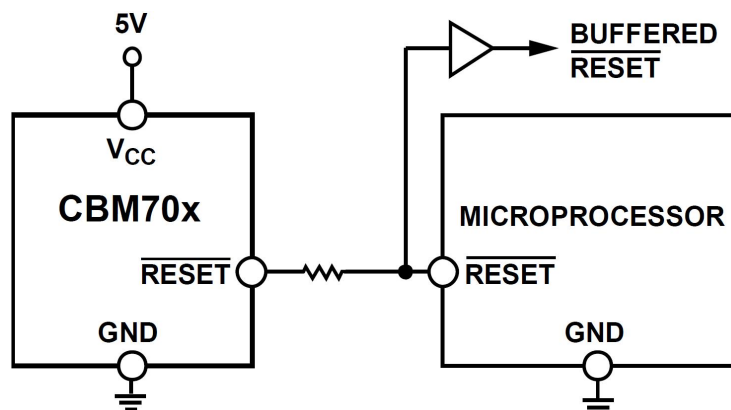 5V
BUFFERED
RESET
VCC
CBM70x
MICROPROCESSOR
RESET
RESET
GND
GND